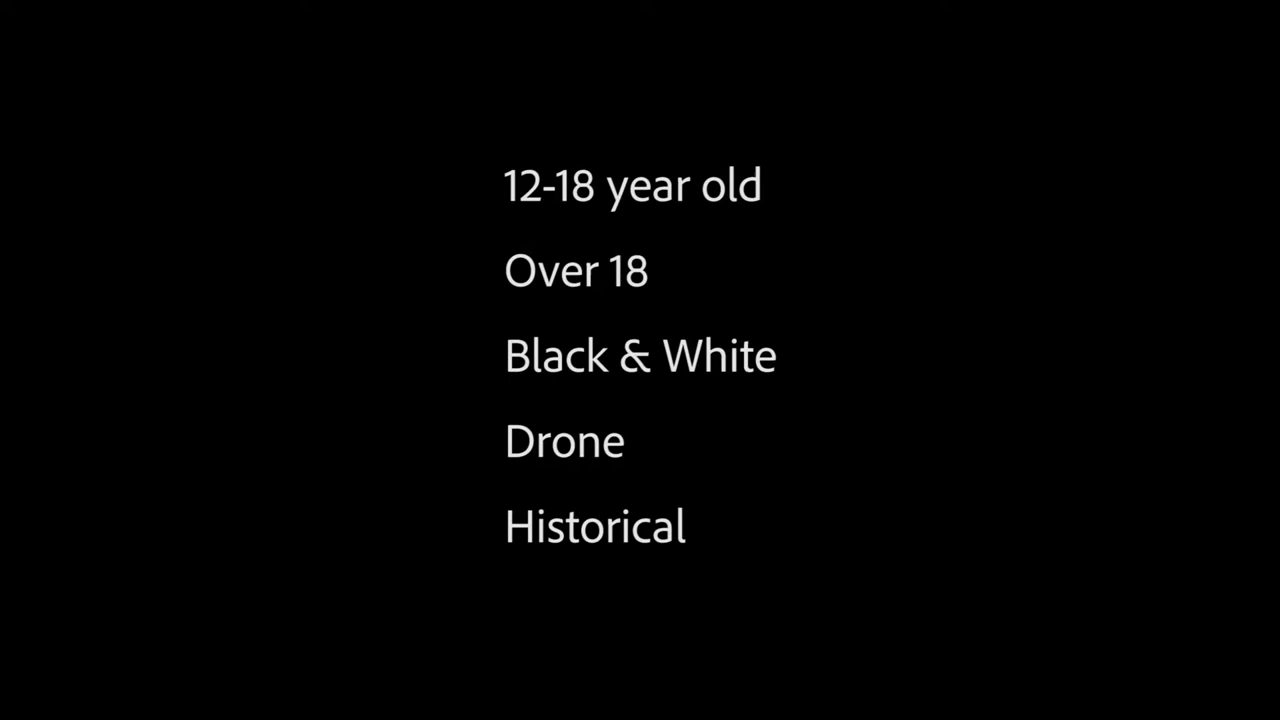 12-18 year old
Over 18
Black & White
Drone
Historical